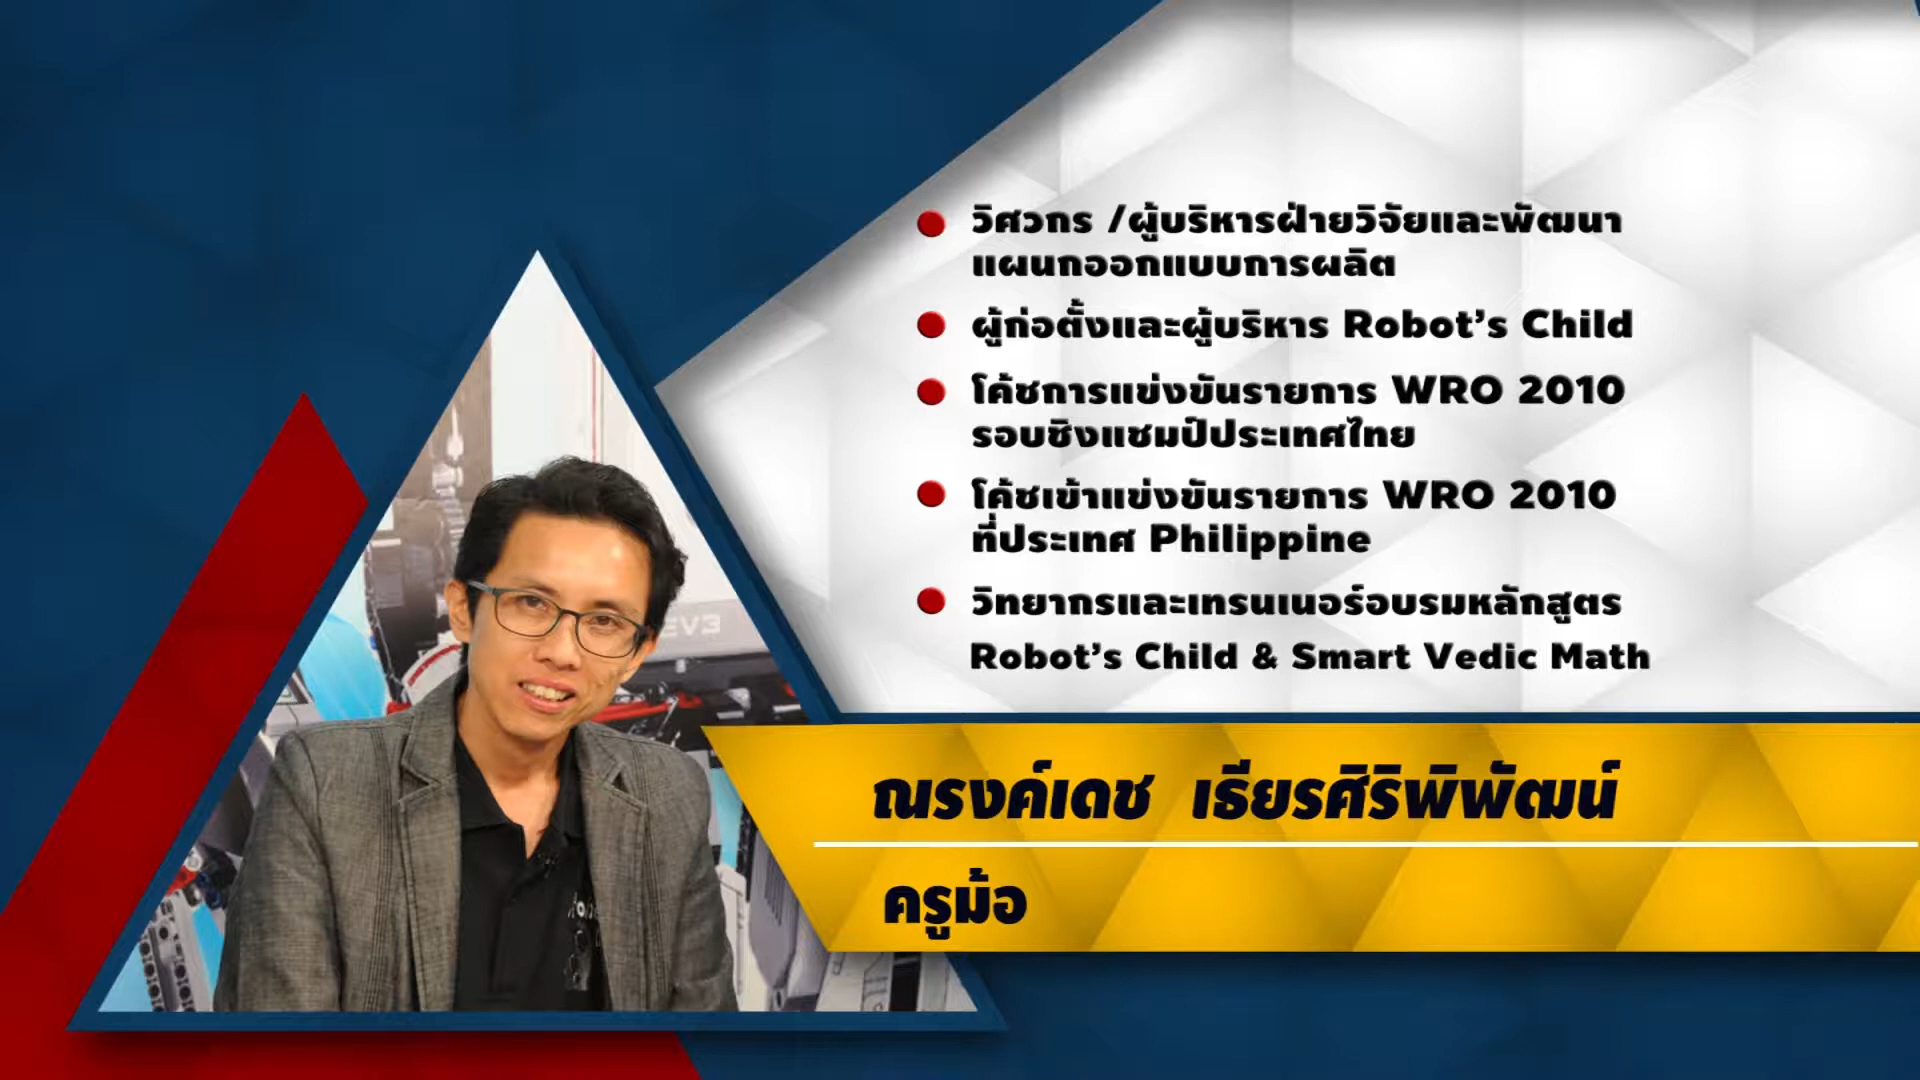 วิศวกร /ผู้บริหารฝ่ายวิจัยและพัฒนา
แผนกออกแบบการผลิต
ผู้ก่อตั้งและผู้บริหาร Robot's Child
โค้ชการแข่งขันรายการ WRO 2010
รอบชิงแชมป์ประเทศไทย
โค้ชเข้าแข่งขันรายการ WRO 2010
ที่ประเทศ Philippine
วิทยากรและเทรนเนอร์อบรมหลักสูตร
Robot's Child & Smart Vedic Math
EV3
ณรงค์เดช เธียรศิริพิพัฒน์
ครูม้อ